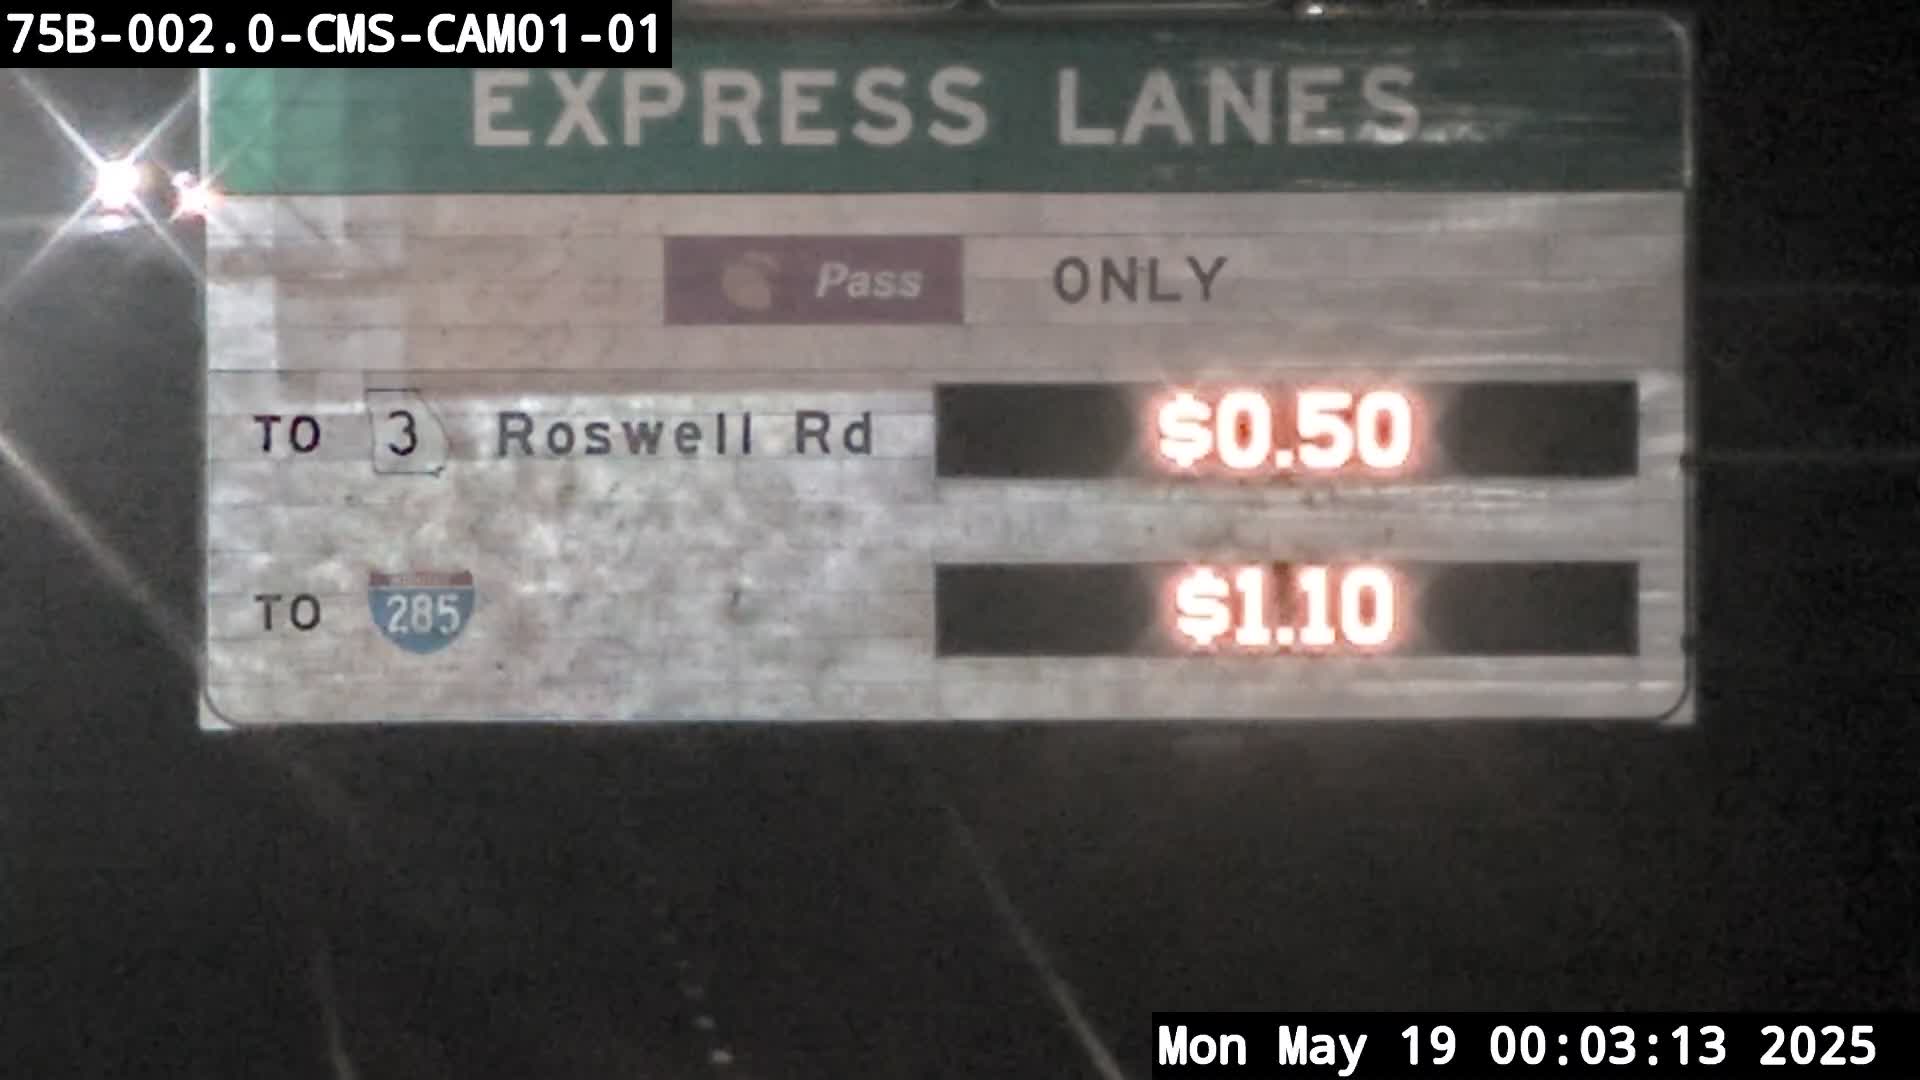 75B-002.0-CMS-CAM01-01
EXPRESS LANES
Pass ONLY
TO 3 Roswell Rd $0.50
TO 285 $1.10
Mon May 19 00:03:13 2025